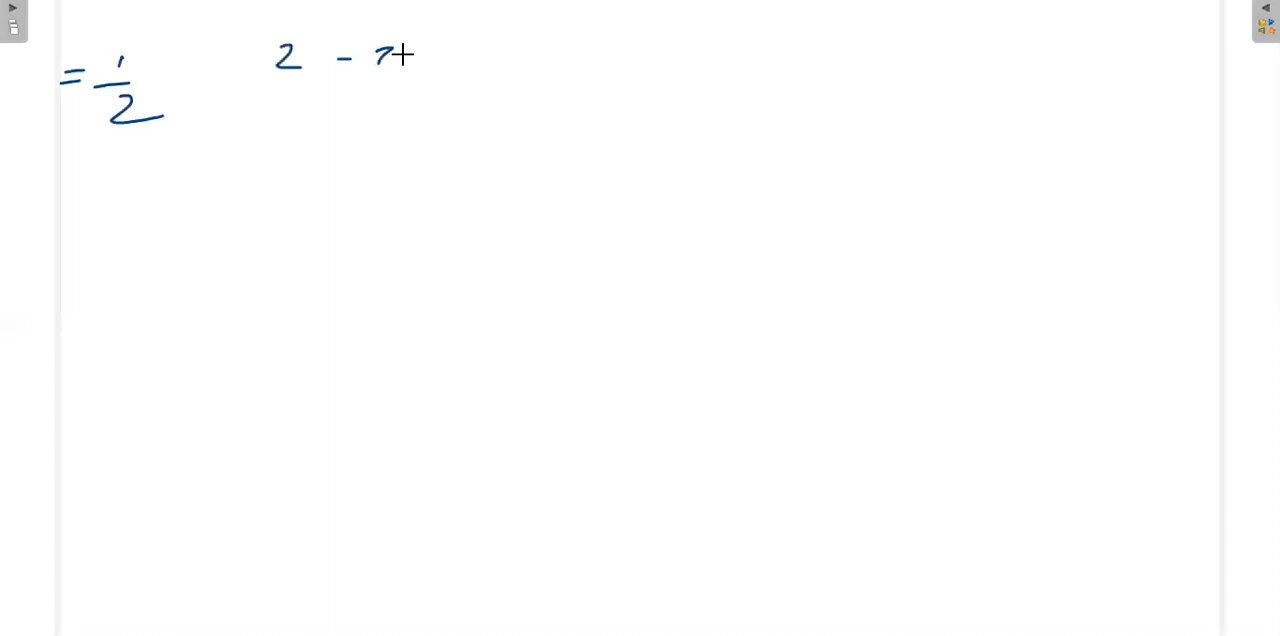 = 1/2 2 -